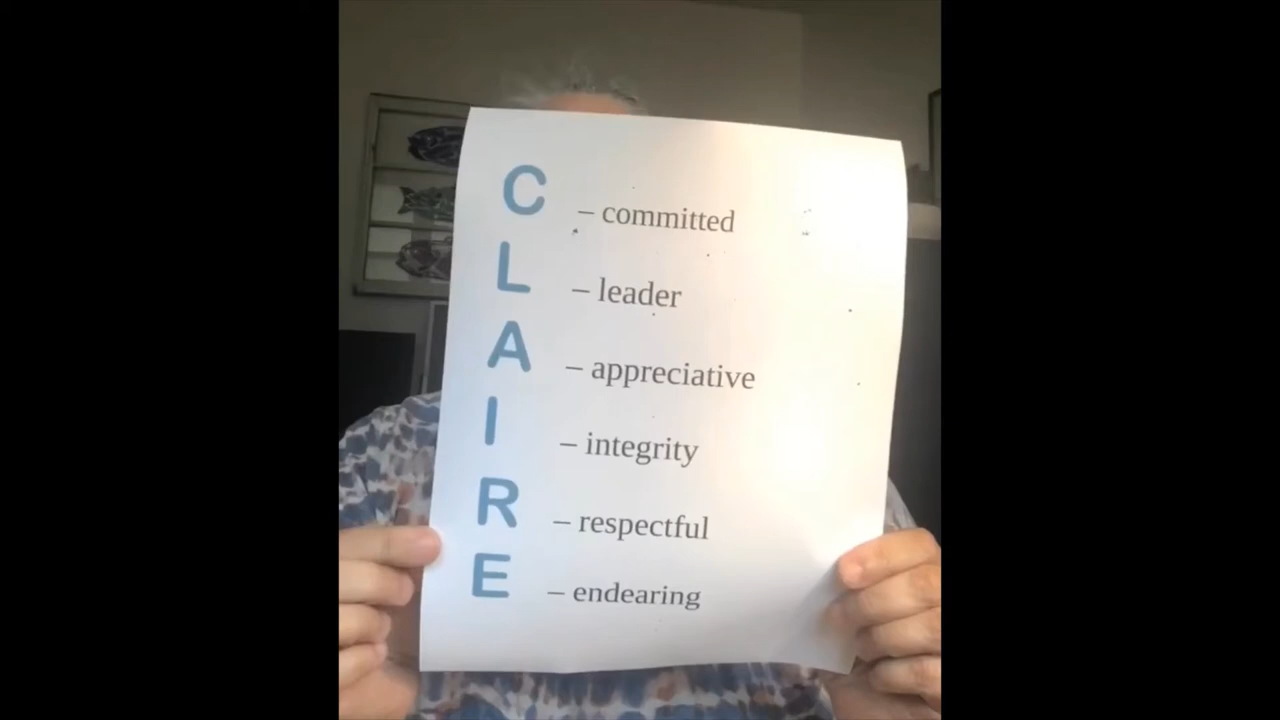 C – committed
L – leader
A – appreciative
I – integrity
R – respectful
E – endearing